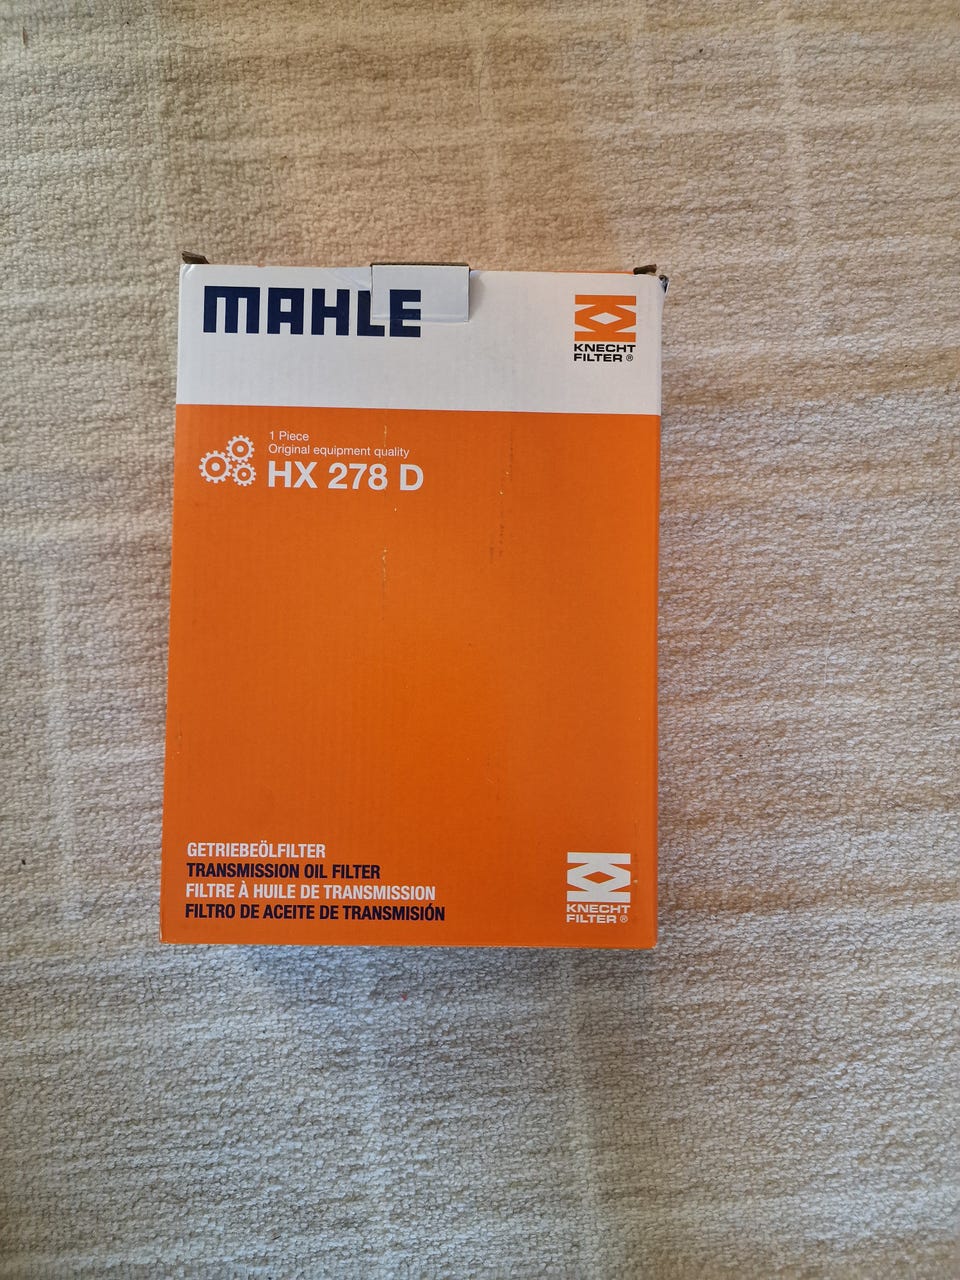 MAHLE
KNECHT
FILTER ®
1 Piece
Original equipment quality
HX 278 D
GETRIEBEÖLFILTER
TRANSMISSION OIL FILTER
FILTRE À HUILE DE TRANSMISSION
FILTRO DE ACEITE DE TRANSMISIÓN
KNECHT
FILTER ®